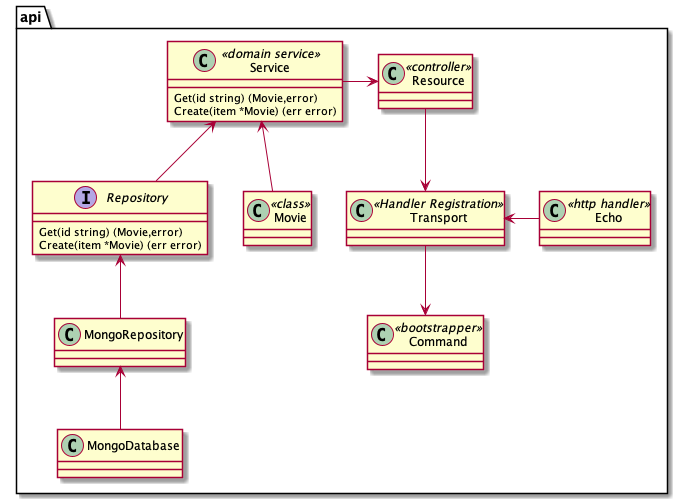 api
C
«domain service»
Service
Get(id string) (Movie,error)
Create(item *Movie) (err error)
C
«controller»
Resource
I
Repository
Get(id string) (Movie,error)
Create(item *Movie) (err error)
C
«class»
Movie
C
«Handler Registration»
Transport
C
«http handler»
Echo
C
MongoRepository
C
«bootstrapper»
Command
C
MongoDatabase